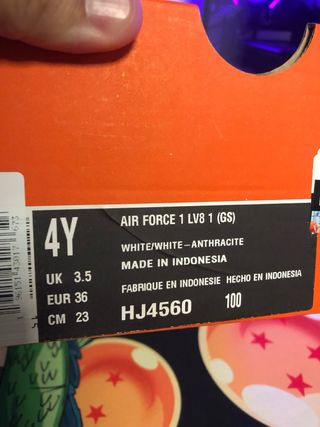 4Y
UK 3.5
EUR 36
CM 23
AIR FORCE 1 LV8 1 (GS)
WHITE/WHITE–ANTHRACITE
MADE IN INDONESIA
FABRIQUE EN INDONESIE HECHO EN INDONESIA
HJ4560 100